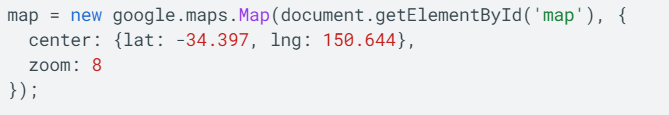 map = new google.maps.Map(document.getElementById('map'), {
  center: {lat: -34.397, lng: 150.644},
  zoom: 8
});